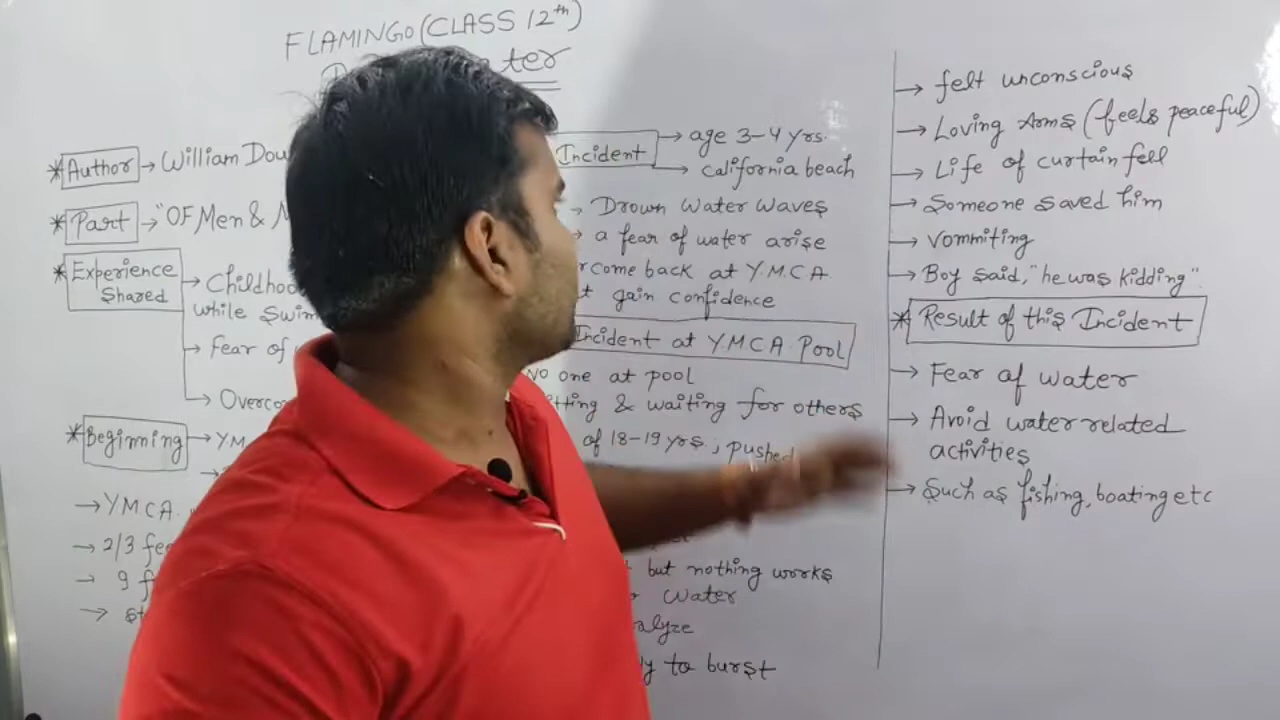 FLAMINGO (CLASS 12th)
ter
* Author → William Dou
* Part → "OF Men & M
* Experience Shared → Childhoo
while swim
→ Fear of
→ Overco
* Beginning → YM
→ YMCA
→ 2/3 fee
→ 9 f
→ st
Incident → age 3-4 yrs.
→ california beach
→ Drown Water Waves
→ a fear of water arise
come back at Y.M.C.A
gain confidence
Incident at Y.M.C.A. Pool
No one at pool
itting & waiting for others
of 18-19 yrs. ; pushed
but nothing works
Water
alyze
ly to burst
→ felt unconscious
→ Loving Arms (feels peaceful)
→ Life of curtain fell
→ Someone saved him
→ vommiting
→ Boy said, "he was kidding"
* Result of this Incident
→ Fear of water
→ Avoid water related
activities
→ Such as fishing, boating etc